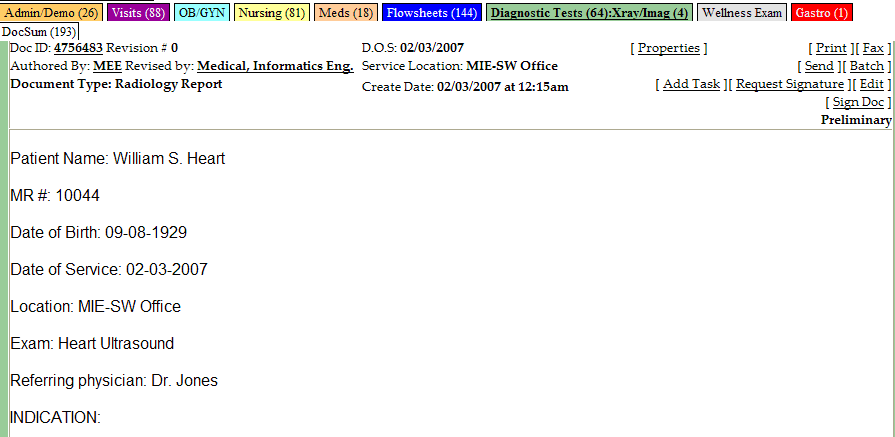 Admin/Demo (26) Visits (88) OB/GYN Nursing (81) Meds (18) Flowsheets (144) Diagnostic Tests (64):Xray/Imag (4) Wellness Exam Gastro (1)
DocSum (193)
Doc ID: 4756483 Revision # 0 D.O.S: 02/03/2007 [ Properties ] [ Print ][ Fax ]
Authored By: MEE Revised by: Medical, Informatics Eng. Service Location: MIE-SW Office [ Send ][ Batch ]
Document Type: Radiology Report Create Date: 02/03/2007 at 12:15am [ Add Task ][ Request Signature ][ Edit ]
[ Sign Doc ]
Preliminary
Patient Name: William S. Heart
MR #: 10044
Date of Birth: 09-08-1929
Date of Service: 02-03-2007
Location: MIE-SW Office
Exam: Heart Ultrasound
Referring physician: Dr. Jones
INDICATION: